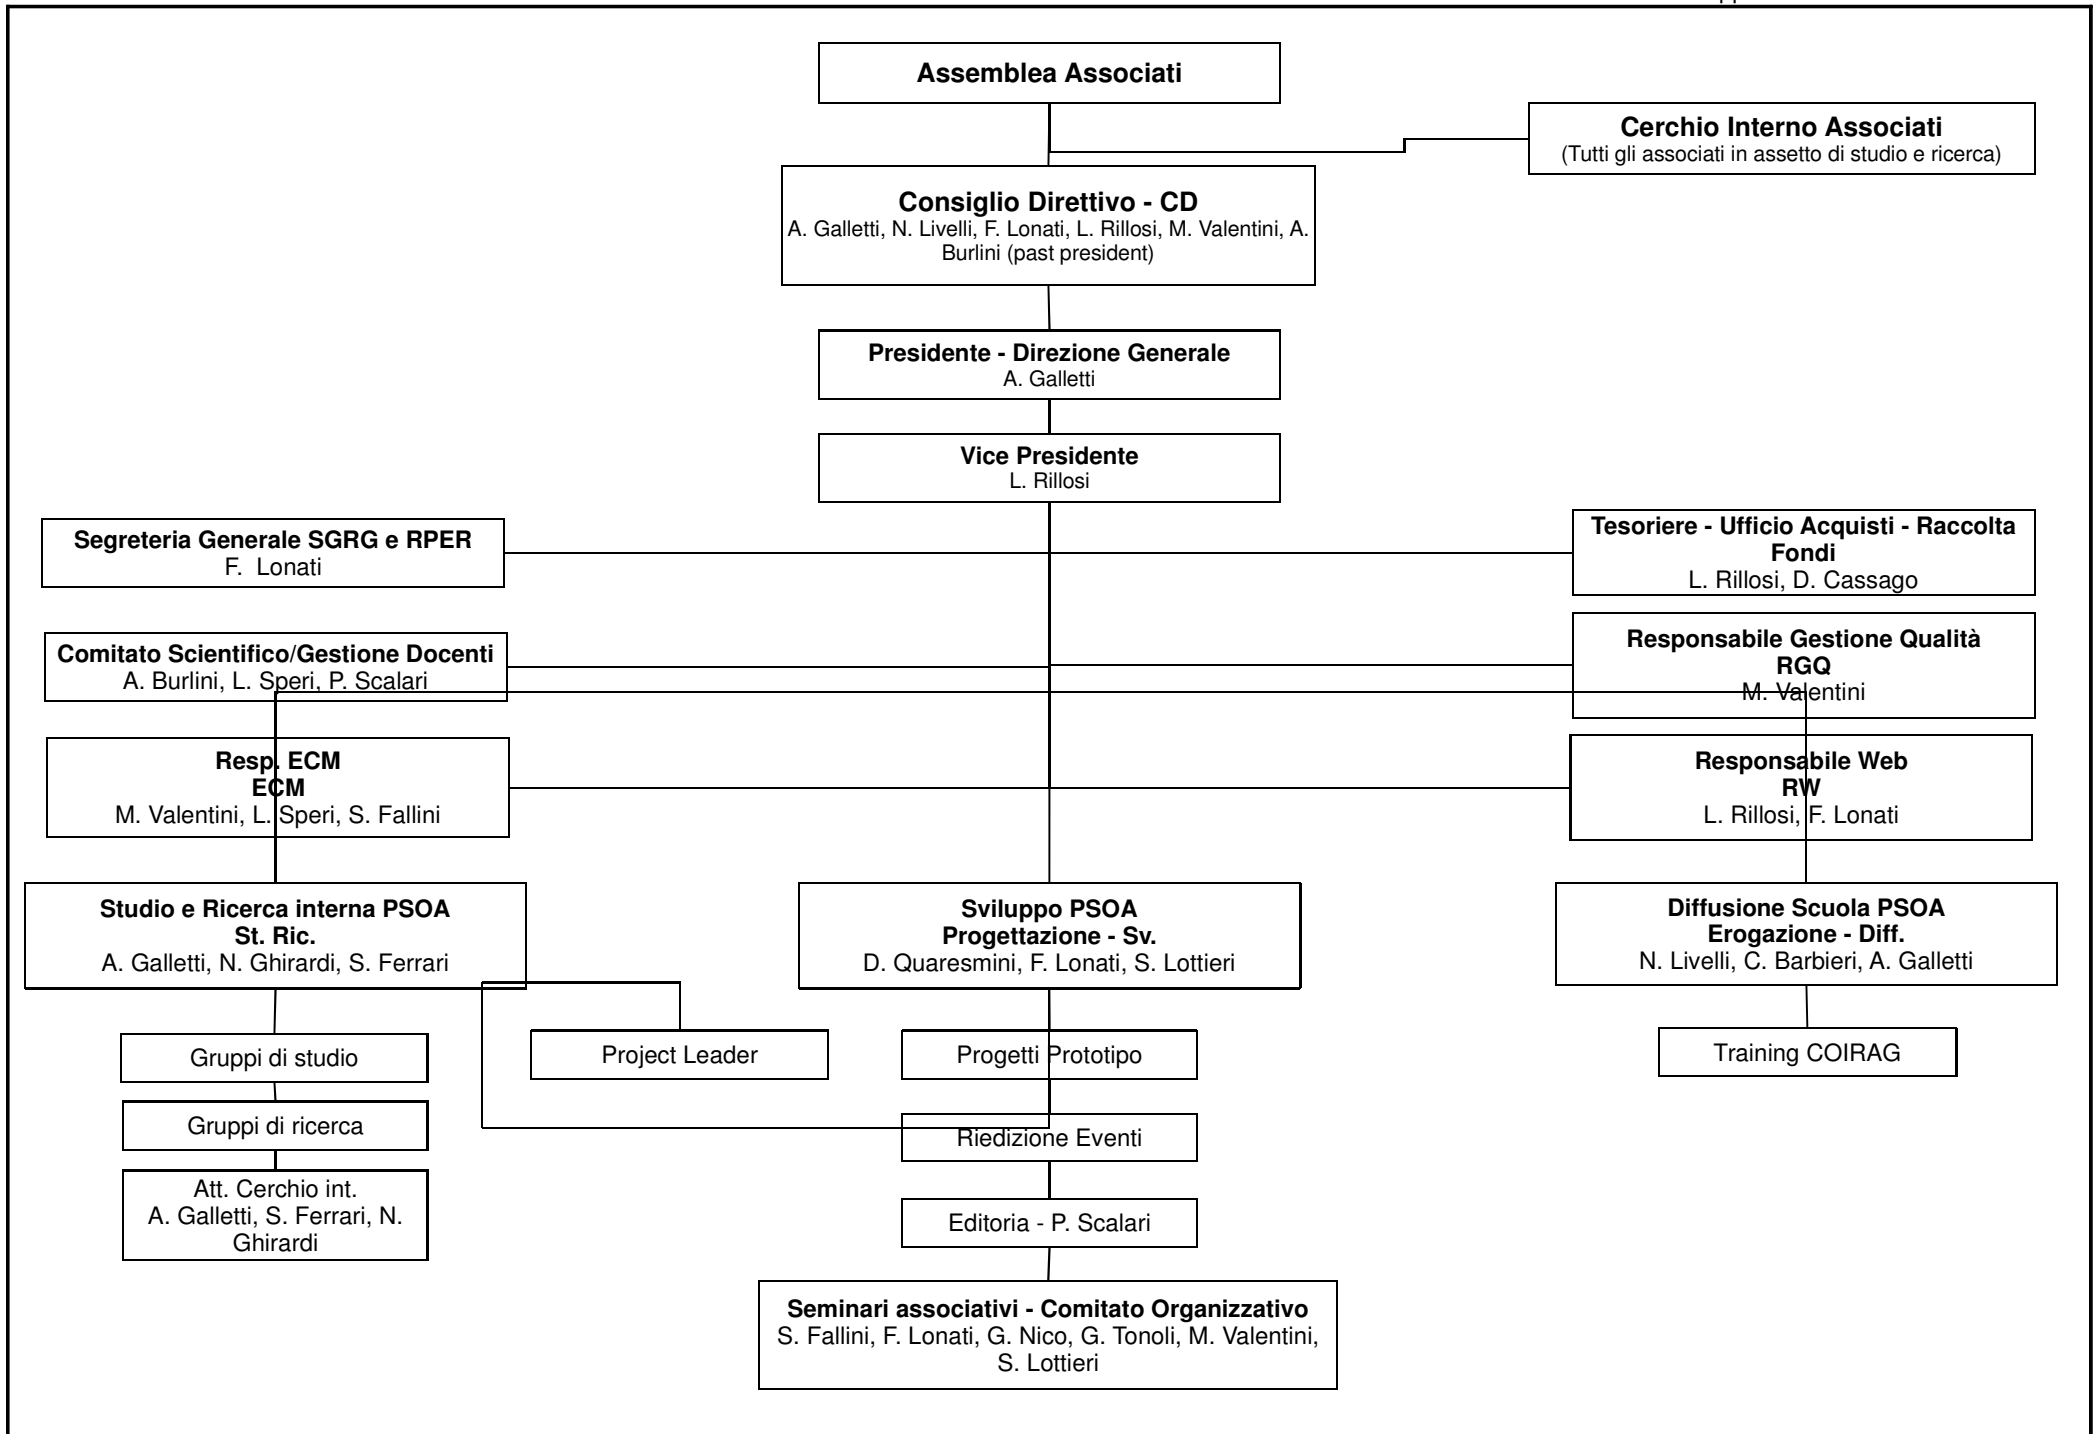 Assemblea Associati
Cerchio Interno Associati
(Tutti gli associati in assetto di studio e ricerca)
Consiglio Direttivo - CD
A. Galletti, N. Livelli, F. Lonati, L. Rillosi, M. Valentini, A.
Burlini (past president)
Presidente - Direzione Generale
A. Galletti
Vice Presidente
L. Rillosi
Segreteria Generale SGRG e RPER
F. Lonati
Tesoriere - Ufficio Acquisti - Raccolta
Fondi
L. Rillosi, D. Cassago
Comitato Scientifico/Gestione Docenti
A. Burlini, L. Speri, P. Scalari
Responsabile Gestione Qualità
RGQ
M. Valentini
Resp. ECM
ECM
M. Valentini, L. Speri, S. Fallini
Responsabile Web
RW
L. Rillosi, F. Lonati
Studio e Ricerca interna PSOA
St. Ric.
A. Galletti, N. Ghirardi, S. Ferrari
Sviluppo PSOA
Progettazione - Sv.
D. Quaresmini, F. Lonati, S. Lottieri
Diffusione Scuola PSOA
Erogazione - Diff.
N. Livelli, C. Barbieri, A. Galletti
Gruppi di studio
Project Leader
Progetti Prototipo
Training COIRAG
Gruppi di ricerca
Riedizione Eventi
Att. Cerchio int.
A. Galletti, S. Ferrari, N.
Ghirardi
Editoria - P. Scalari
Seminari associativi - Comitato Organizzativo
S. Fallini, F. Lonati, G. Nico, G. Tonoli, M. Valentini,
S. Lottieri